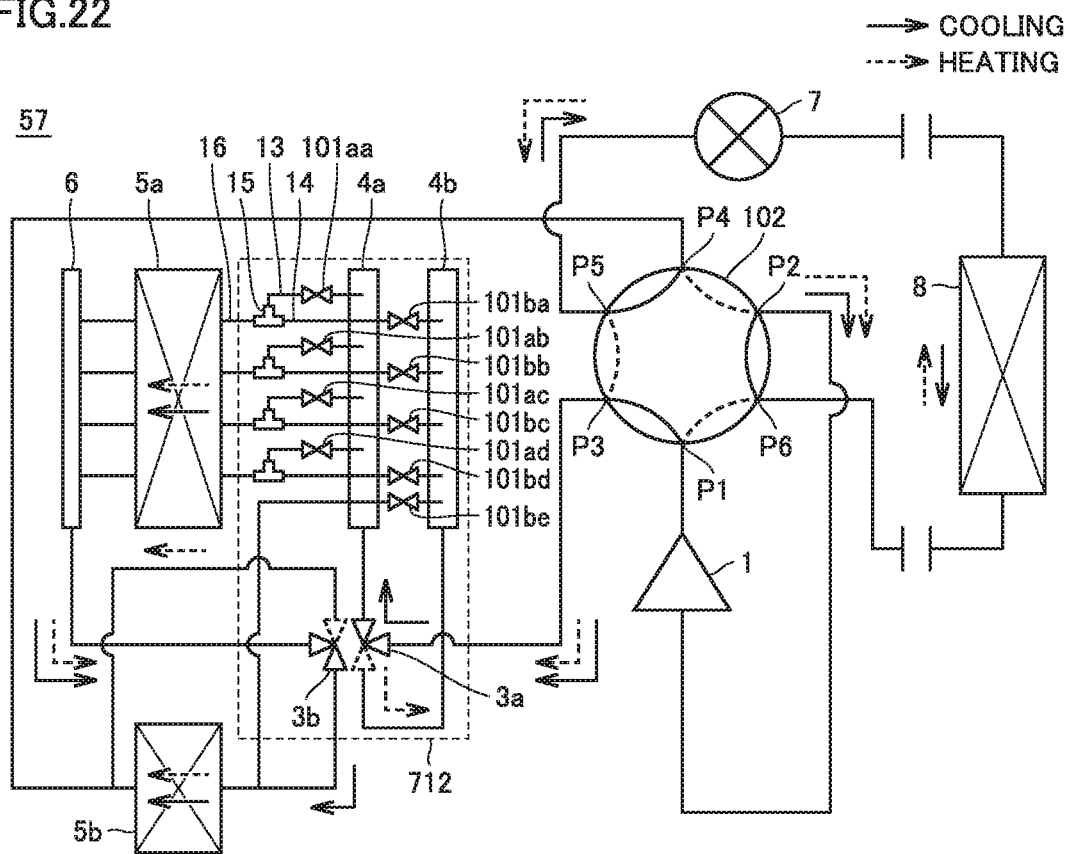 FIG.22
COOLING
HEATING
57
7
6
5a
16
15
13
14
101aa
4a
4b
P4
102
P5
P2
8
101ba
101ab
101bb
101ac
101bc
101ad
101bd
101be
P3
P6
P1
1
3b
3a
712
5b